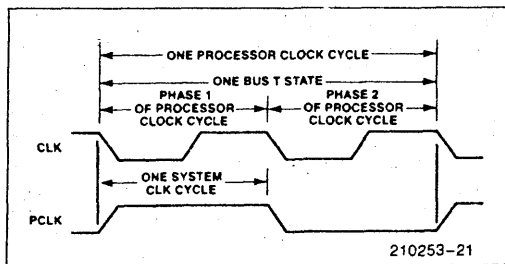 ONE PROCESSOR CLOCK CYCLE
ONE BUS T STATE
PHASE 1
OF PROCESSOR
CLOCK CYCLE
PHASE 2
OF PROCESSOR
CLOCK CYCLE
CLK
ONE SYSTEM
CLK CYCLE
PCLK
210253-21